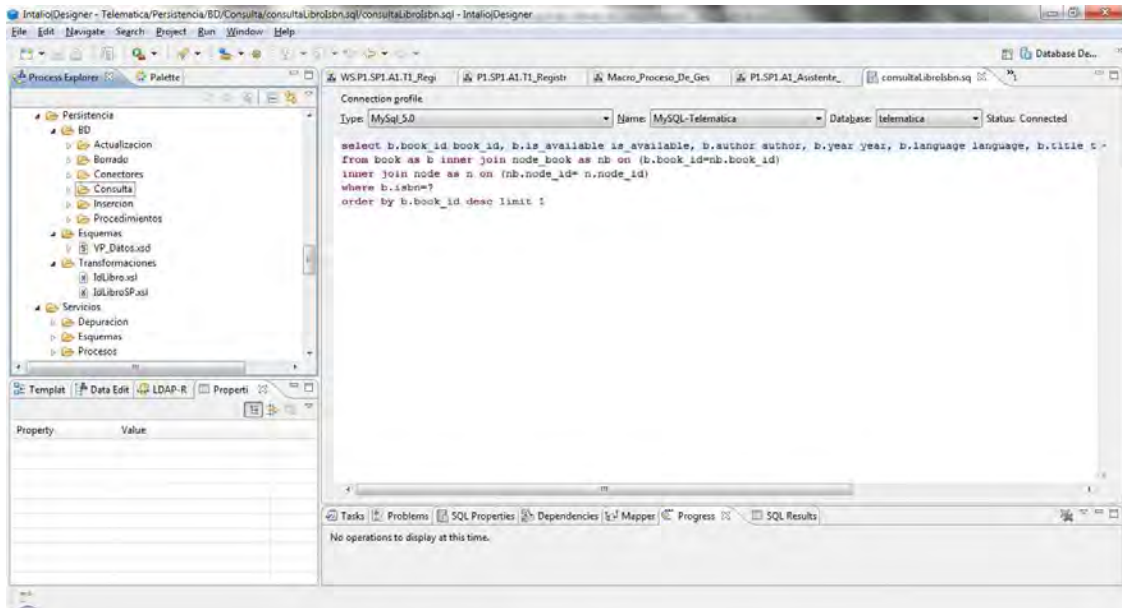 Intalio|Designer - Telematica/Persistencia/BD/Consulta/consultaLibroIsbn.sql/consultaLibroIsbn.sql - Intalio|Designer
File Edit Navigate Search Project Run Window Help
Database De...
Process Explorer Palette
WS.P1.SP1.A1.T1_Regi P1.SP1.A1.T1_Registr Macro_Proceso_De_Ges P1.SP1.A1_Asistente_ consultaLibroIsbn.sq 1
Persistencia
BD
Actualizacion
Borrado
Conectores
Consulta
Insercion
Procedimientos
Esquemas
VP_Datos.xsd
Transformaciones
IdLibro.xsl
IdLibroSP.xsl
Servicios
Depuracion
Esquemas
Procesos
Connection profile
Type: MySql_5.0 Name: MySQL-Telematica Database: telematica Status: Connected
select b.book_id book_id, b.is_available is_available, b.author author, b.year year, b.language language, b.title t
from book as b inner join node_book as nb on (b.book_id=nb.book_id)
inner join node as n on (nb.node_id= n.node_id)
where b.isbn=?
order by b.book_id desc limit 1
Templat Data Edit LDAP-R Properti
Property Value
Tasks Problems SQL Properties Dependencies Mapper Progress SQL Results
No operations to display at this time.